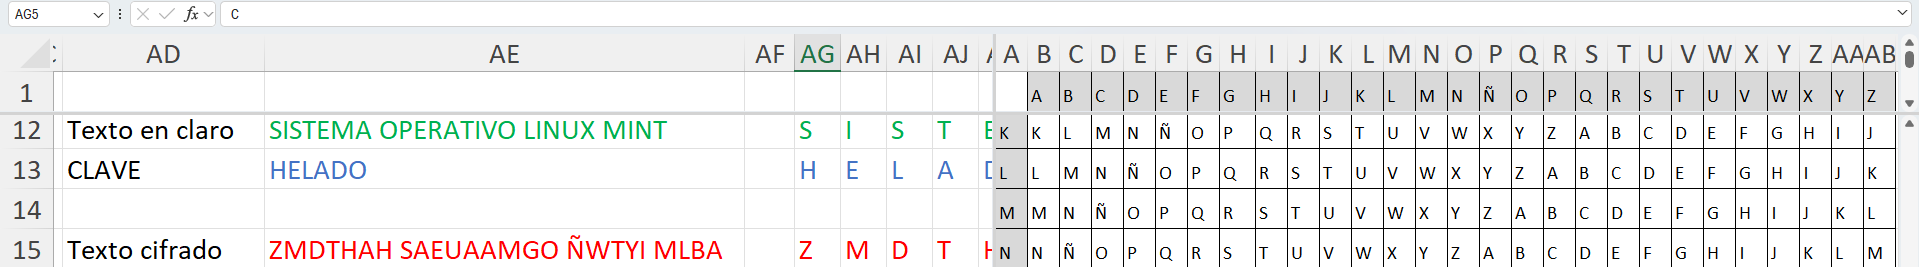 AG5 fx C
AD AE AF AG AH AI AJ A B C D E F G H I J K L M N O P Q R S T U V W X Y Z AA AB
1 A B C D E F G H I J K L M N Ñ O P Q R S T U V W X Y Z
12 Texto en claro SISTEMA OPERATIVO LINUX MINT S I S T E K K L M N Ñ O P Q R S T U V W X Y Z A B C D E F G H I J
13 CLAVE HELADO H E L A D L L M N Ñ O P Q R S T U V W X Y Z A B C D E F G H I J K
14 M M N Ñ O P Q R S T U V W X Y Z A B C D E F G H I J K L
15 Texto cifrado ZMDTHAH SAEUAAMGO ÑWTYI MLBA Z M D T H N N Ñ O P Q R S T U V W X Y Z A B C D E F G H I J K L M